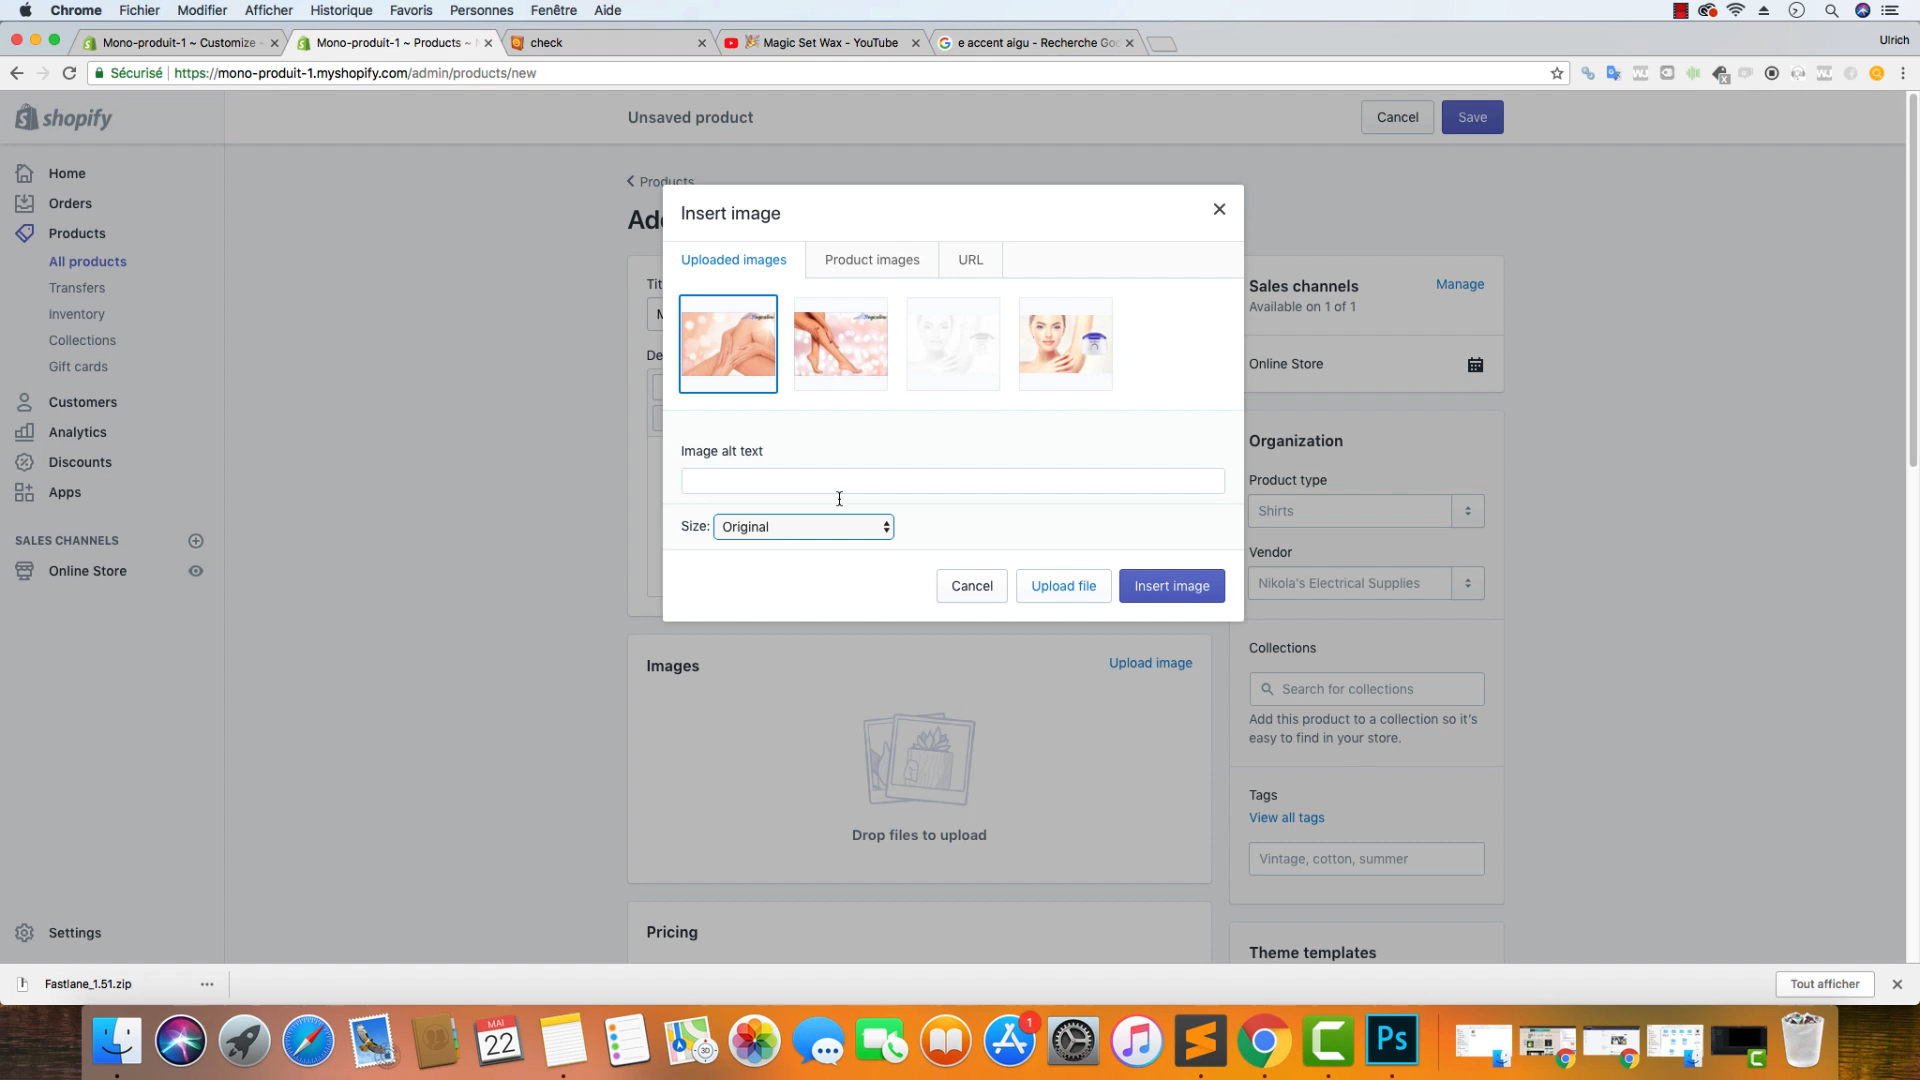 Chrome Fichier Modifier Afficher Historique Favoris Personnes Fenêtre Aide
Mono-produit-1 ~ Customize
Mono-produit-1 ~ Products ~
check
Magic Set Wax - YouTube
e accent aigu - Recherche Goo
Ulrich
Sécurisé https://mono-produit-1.myshopify.com/admin/products/new
shopify
Unsaved product
Cancel
Save
Home
Orders
Products
All products
Transfers
Inventory
Collections
Gift cards
Customers
Analytics
Discounts
Apps
SALES CHANNELS
Online Store
Settings
Products
Ad
Tit
M
De
Insert image
Uploaded images
Product images
URL
Image alt text
Size: Original
Cancel
Upload file
Insert image
Images
Upload image
Drop files to upload
Pricing
Sales channels
Manage
Available on 1 of 1
Online Store
Organization
Product type
Shirts
Vendor
Nikola's Electrical Supplies
Collections
Search for collections
Add this product to a collection so it's
easy to find in your store.
Tags
View all tags
Vintage, cotton, summer
Theme templates
Fastlane_1.51.zip
Tout afficher
MAI
22
3D
1
Ps